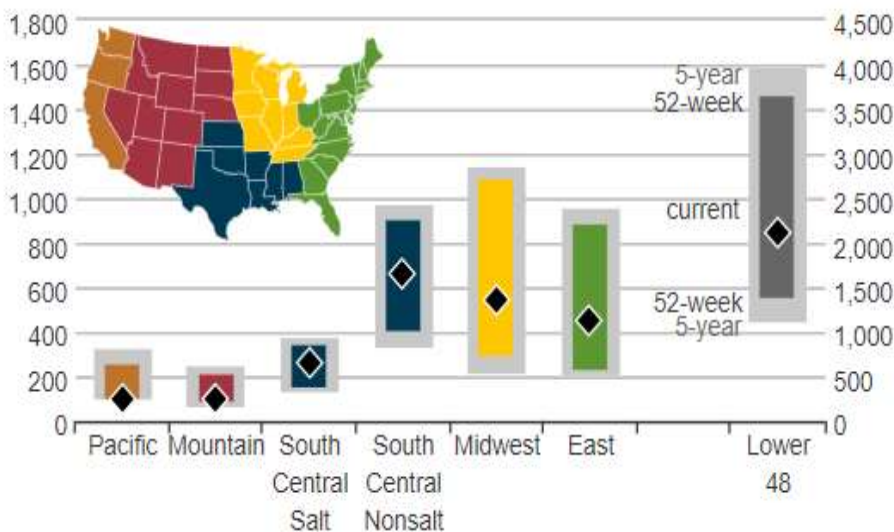 1,800
1,600
1,400
1,200
1,000
800
600
400
200
0
4,500
4,000
3,500
3,000
2,500
2,000
1,500
1,000
500
0
5-year
52-week
current
52-week
5-year
Pacific
Mountain
South
Central
Salt
South
Central
Nonsalt
Midwest
East
Lower
48